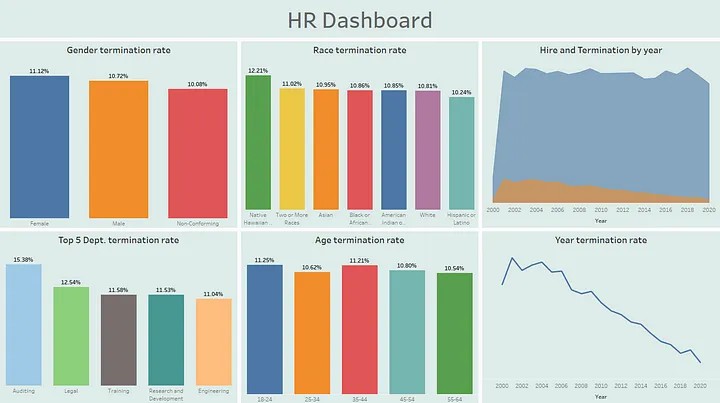 HR Dashboard
Gender termination rate
11.12%
10.72%
10.08%
Female
Male
Non-Conforming
Race termination rate
12.21%
11.02%
10.95%
10.86%
10.85%
10.81%
10.24%
Native
Hawaiian ..
Two or More
Races
Asian
Black or
African..
American
Indian o..
White
Hispanic or
Latino
Hire and Termination by year
2000 2002 2004 2006 2008 2010 2012 2014 2016 2018 2020
Year
Top 5 Dept. termination rate
15.38%
12.54%
11.58%
11.53%
11.04%
Auditing
Legal
Training
Research and
Development
Engineering
Age termination rate
11.25%
10.62%
11.21%
10.80%
10.54%
18-24
25-34
35-44
45-54
55-64
Year termination rate
2000 2002 2004 2006 2008 2010 2012 2014 2016 2018 2020
Year